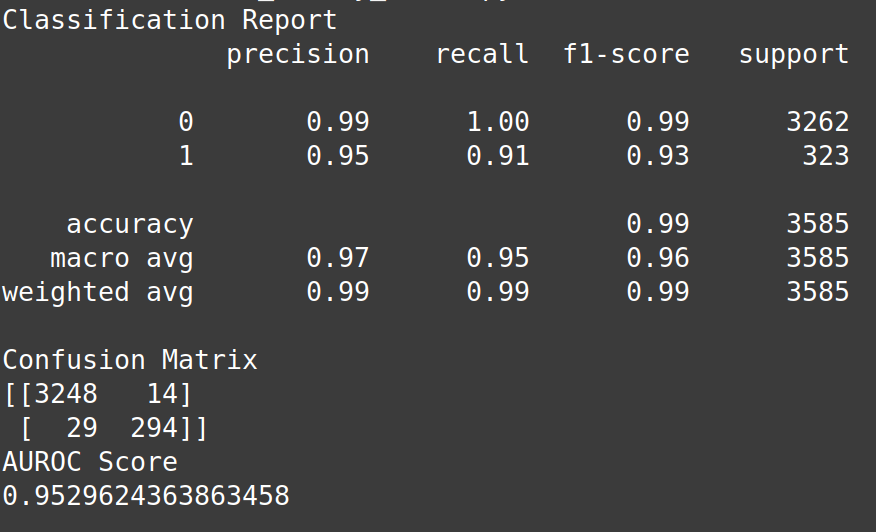 Classification Report
precision recall f1-score support
0 0.99 1.00 0.99 3262
1 0.95 0.91 0.93 323
accuracy 0.99 3585
macro avg 0.97 0.95 0.96 3585
weighted avg 0.99 0.99 0.99 3585
Confusion Matrix
[[3248 14]
[ 29 294]]
AUROC Score
0.9529624363863458